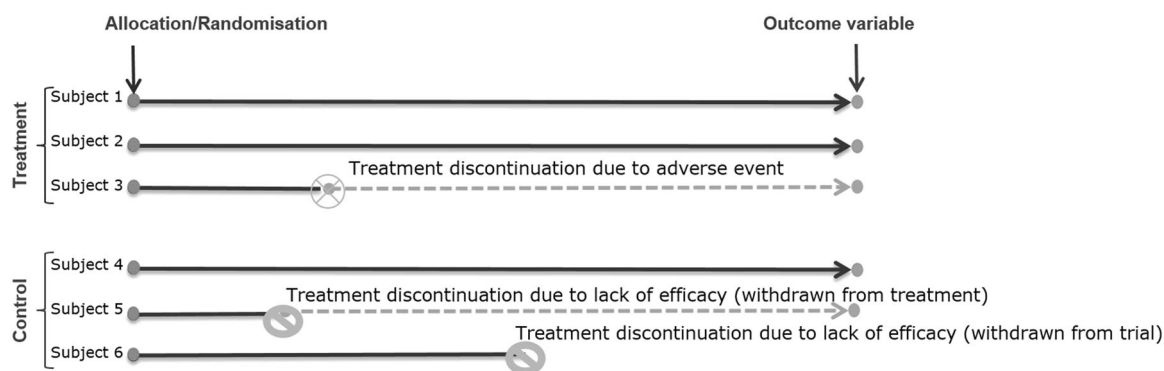 Allocation/Randomisation
Outcome variable
Treatment
Subject 1
Subject 2
Treatment discontinuation due to adverse event
Subject 3
Control
Subject 4
Treatment discontinuation due to lack of efficacy (withdrawn from treatment)
Subject 5
Treatment discontinuation due to lack of efficacy (withdrawn from trial)
Subject 6